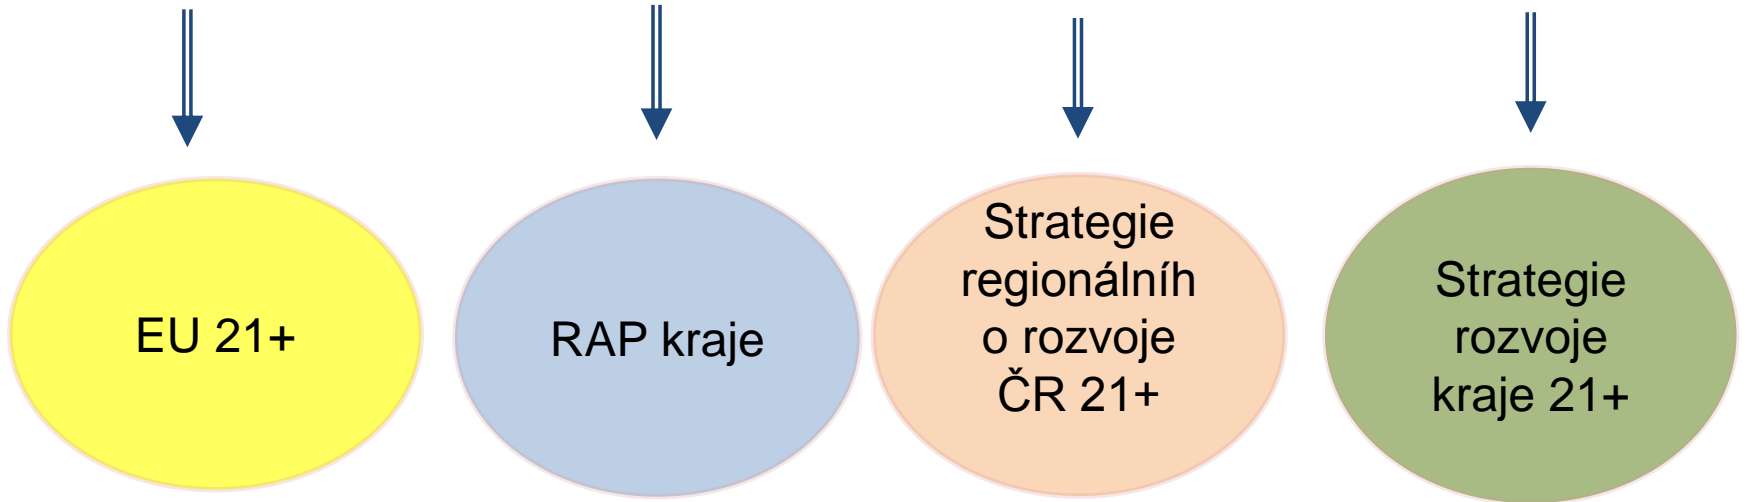 EU 21+
RAP kraje
Strategie
regionálníh
o rozvoje
ČR 21+
Strategie
rozvoje
kraje 21+